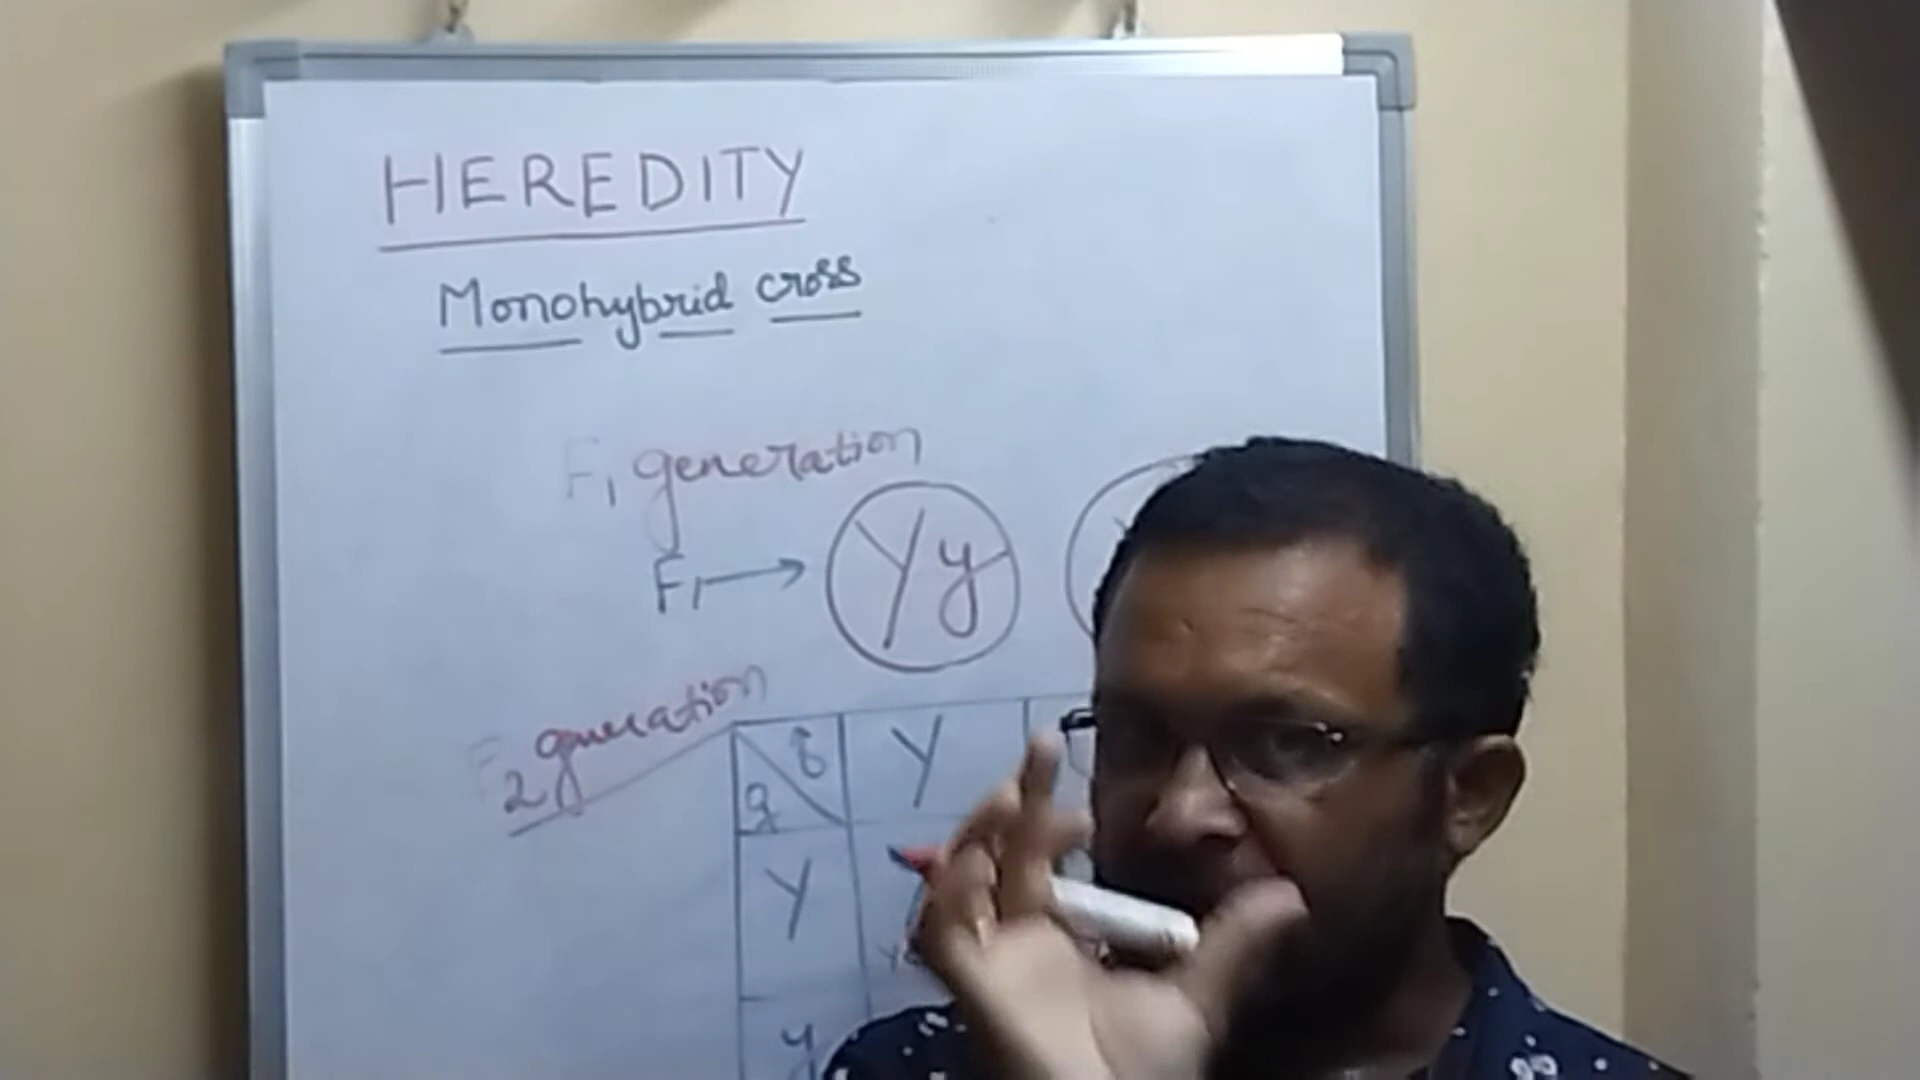 HEREDITY
Monohybrid cross
F1 generation
F1 → Yy
F2 generation
♀ ♂ Y
Y
y